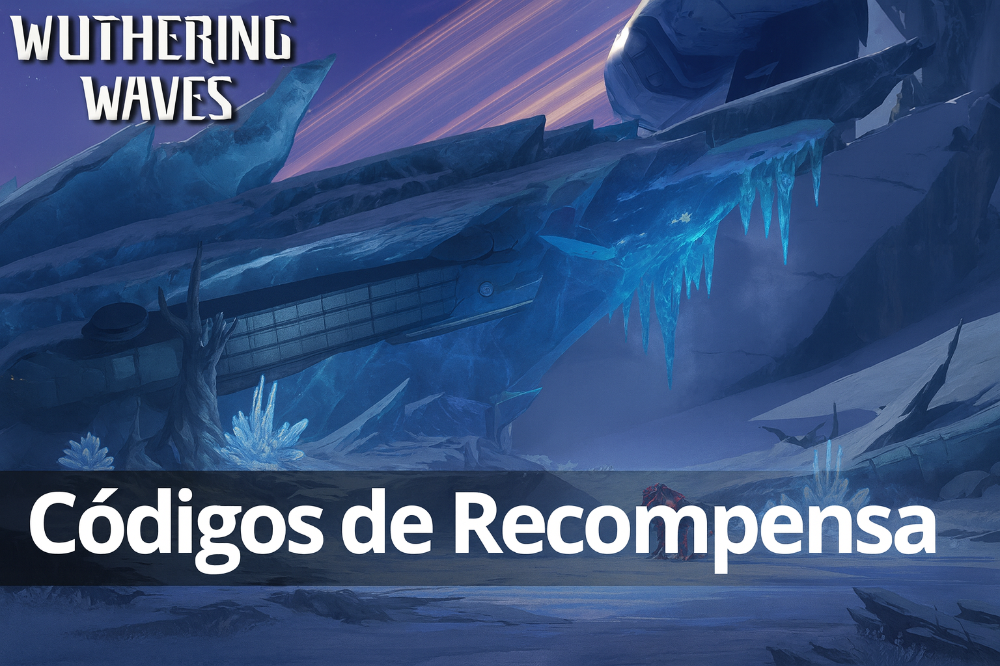 WUTHERING
WAVES
Códigos de Recompensa